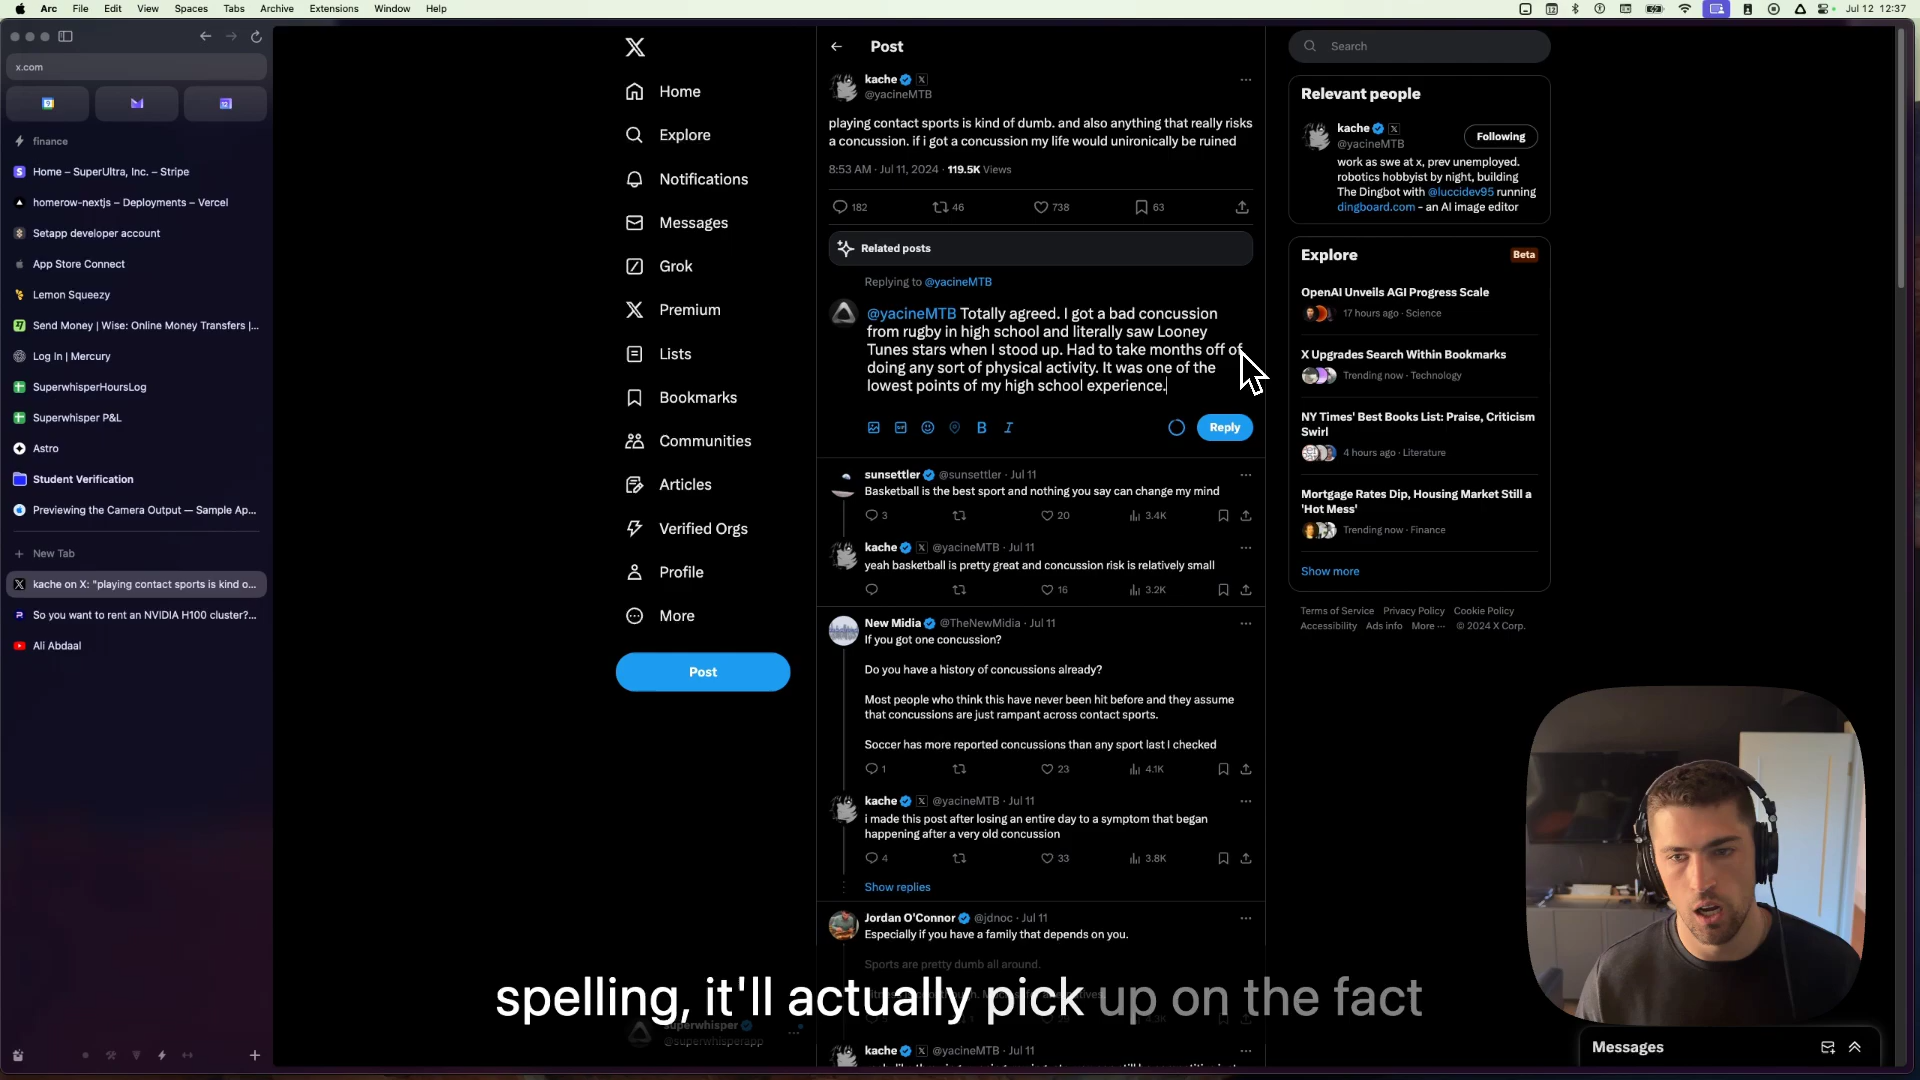 Arc File Edit View Spaces Tabs Archive Extensions Window Help
Jul 12 12:37
x.com
finance
Home – SuperUltra, Inc. – Stripe
homerow-nextjs – Deployments – Vercel
Setapp developer account
App Store Connect
Lemon Squeezy
Send Money | Wise: Online Money Transfers |...
Log In | Mercury
SuperwhisperHoursLog
Superwhisper P&L
Astro
Student Verification
Previewing the Camera Output — Sample Ap...
New Tab
kache on X: "playing contact sports is kind o...
So you want to rent an NVIDIA H100 cluster?...
Ali Abdaal
Home
Explore
Notifications
Messages
Grok
Premium
Lists
Bookmarks
Communities
Articles
Verified Orgs
Profile
More
Post
superwhisper
@superwhisperapp
Post
kache
@yacineMTB
playing contact sports is kind of dumb. and also anything that really risks
a concussion. if i got a concussion my life would unironically be ruined
8:53 AM · Jul 11, 2024 · 119.5K Views
182 46 738 63
Related posts
Replying to @yacineMTB
@yacineMTB Totally agreed. I got a bad concussion
from rugby in high school and literally saw Looney
Tunes stars when I stood up. Had to take months off of
doing any sort of physical activity. It was one of the
lowest points of my high school experience.
B I
Reply
sunsettler @sunsettler · Jul 11
Basketball is the best sport and nothing you say can change my mind
3 20 3.4K
kache @yacineMTB · Jul 11
yeah basketball is pretty great and concussion risk is relatively small
16 3.2K
New Midia @TheNewMidia · Jul 11
If you got one concussion?
Do you have a history of concussions already?
Most people who think this have never been hit before and they assume
that concussions are just rampant across contact sports.
Soccer has more reported concussions than any sport last I checked
1 23 4.1K
kache @yacineMTB · Jul 11
i made this post after losing an entire day to a symptom that began
happening after a very old concussion
4 33 3.8K
Show replies
Jordan O'Connor @jdnoc · Jul 11
Especially if you have a family that depends on you.
Sports are pretty dumb all around.
kache @yacineMTB · Jul 11
spelling, it'll actually pick up on the fact
Search
Relevant people
kache
@yacineMTB
Following
work as swe at x, prev unemployed.
robotics hobbyist by night, building
The Dingbot with @luccidev95 running
dingboard.com - an AI image editor
Explore
Beta
OpenAI Unveils AGI Progress Scale
17 hours ago · Science
X Upgrades Search Within Bookmarks
Trending now · Technology
NY Times' Best Books List: Praise, Criticism
Swirl
4 hours ago · Literature
Mortgage Rates Dip, Housing Market Still a
'Hot Mess'
Trending now · Finance
Show more
Terms of Service Privacy Policy Cookie Policy
Accessibility Ads info More ··· © 2024 X Corp.
Messages